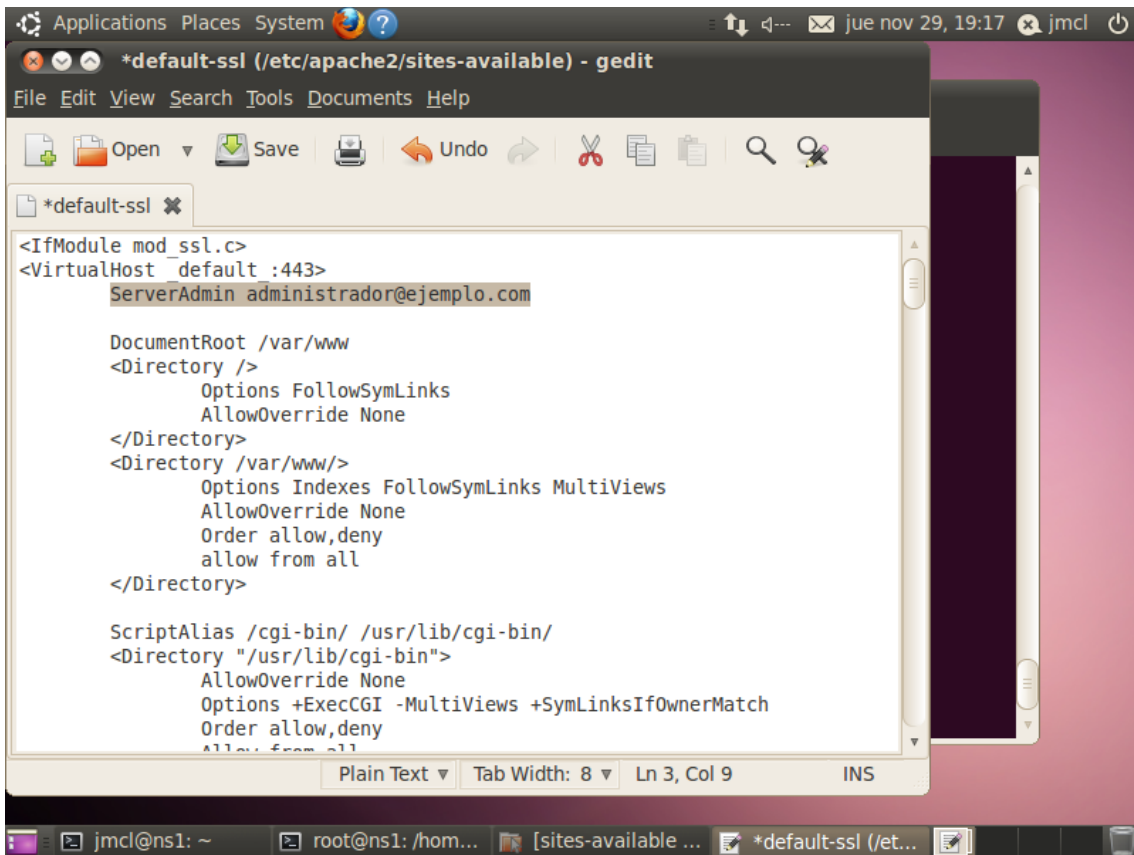 Applications Places System ? jue nov 29, 19:17 jmcl
*default-ssl (/etc/apache2/sites-available) - gedit
File Edit View Search Tools Documents Help
Open Save Undo
*default-ssl
<IfModule mod_ssl.c>
<VirtualHost _default_:443>
ServerAdmin administrador@ejemplo.com
DocumentRoot /var/www
<Directory />
Options FollowSymLinks
AllowOverride None
</Directory>
<Directory /var/www/>
Options Indexes FollowSymLinks MultiViews
AllowOverride None
Order allow,deny
allow from all
</Directory>
ScriptAlias /cgi-bin/ /usr/lib/cgi-bin/
<Directory "/usr/lib/cgi-bin">
AllowOverride None
Options +ExecCGI -MultiViews +SymLinksIfOwnerMatch
Order allow,deny
Allow from all
Plain Text Tab Width: 8 Ln 3, Col 9 INS
jmcl@ns1: ~ root@ns1: /hom... [sites-available ... *default-ssl (/et...